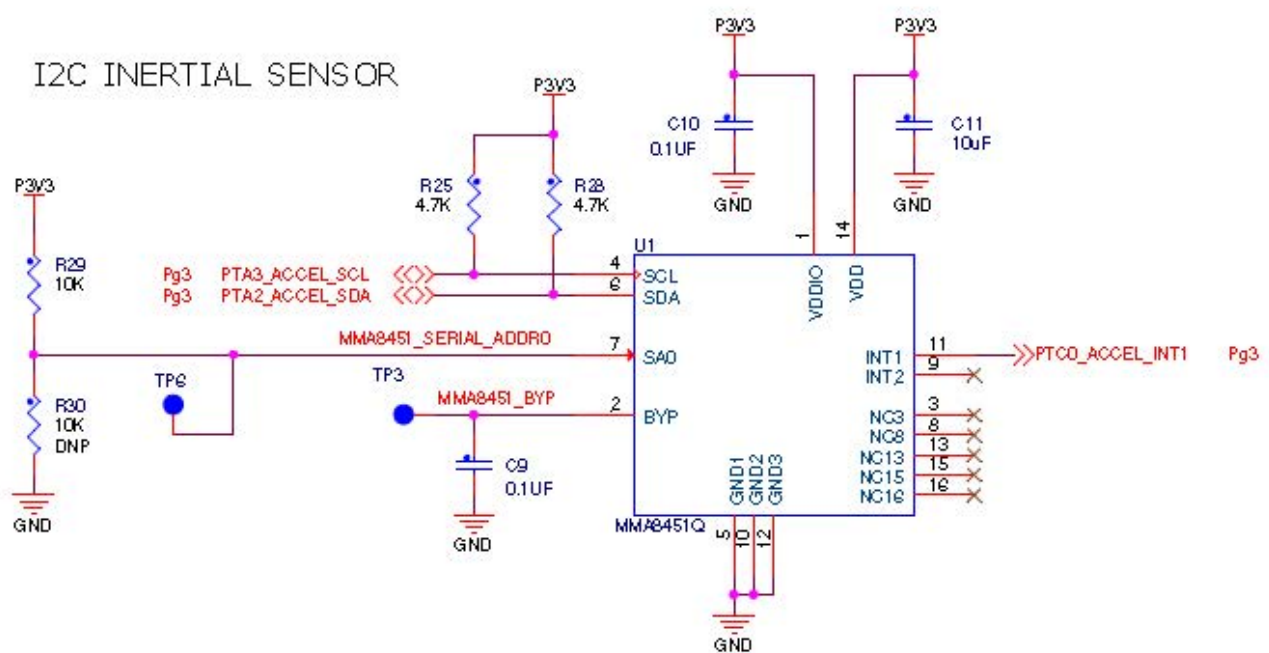 I2C INERTIAL SENSOR
P3V3
P3V3
P3V3
P3V3
C10
0.1UF
C11
10uF
GND
GND
R25
4.7K
R28
4.7K
R29
10K
1
14
U1
Pg3 PTA3_ACCEL_SCL
4
SCL
Pg3 PTA2_ACCEL_SDA
6
SDA
VDDIO
VDD
MMA8451_SERIAL_ADDR0
7
SA0
INT1
11
PTC0_ACCEL_INT1 Pg3
INT2
9
TP6
TP3
R30
10K
DNP
MMA8451_BYP
2
BYP
NC3
3
NC8
8
NC13
13
NC15
15
NC16
16
C9
0.1UF
GND1
GND2
GND3
GND
GND
MMA8451Q
5
10
12
GND